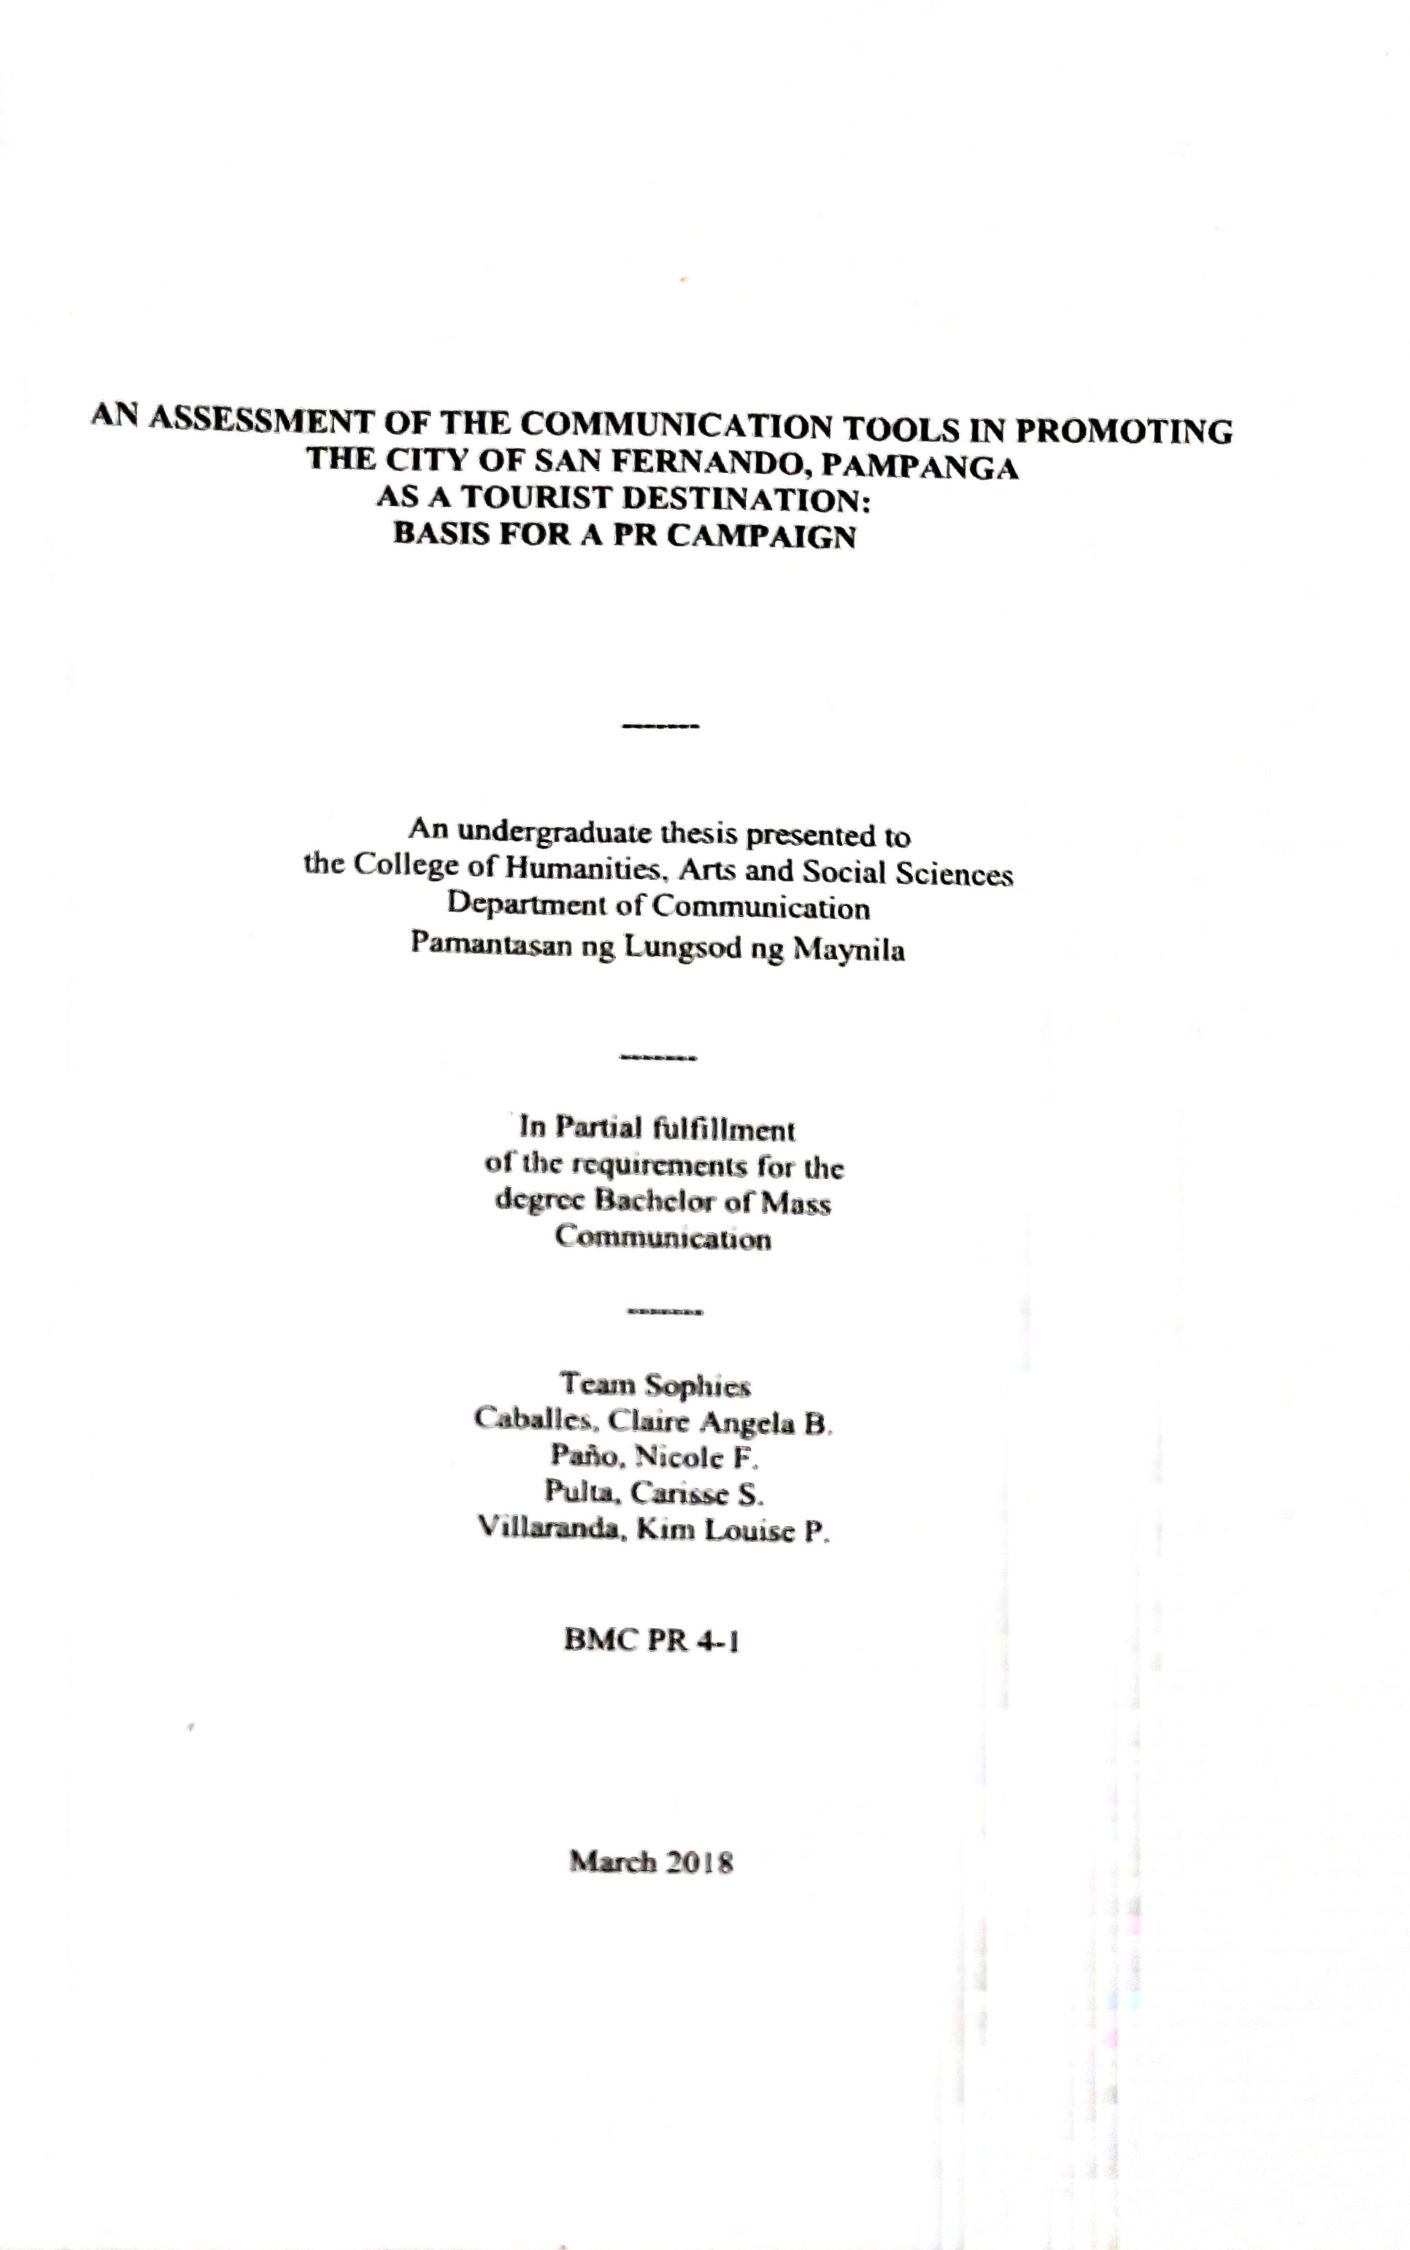 AN ASSESSMENT OF THE COMMUNICATION TOOLS IN PROMOTING
THE CITY OF SAN FERNANDO, PAMPANGA
AS A TOURIST DESTINATION:
BASIS FOR A PR CAMPAIGN
-------
An undergraduate thesis presented to
the College of Humanities, Arts and Social Sciences
Department of Communication
Pamantasan ng Lungsod ng Maynila
-------
In Partial fulfillment
of the requirements for the
degree Bachelor of Mass
Communication
-------
Team Sophies
Caballes, Claire Angela B.
Paño, Nicole F.
Pulta, Carisse S.
Villaranda, Kim Louise P.
BMC PR 4-1
March 2018